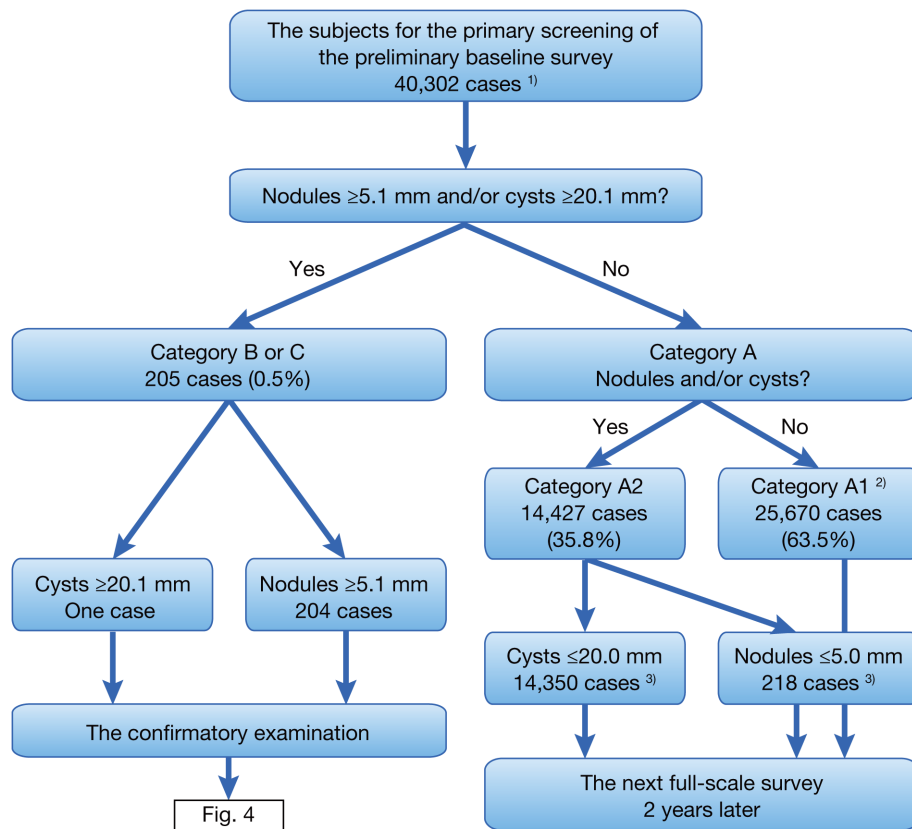 The subjects for the primary screening of
the preliminary baseline survey
40,302 cases 1)
Nodules ≥5.1 mm and/or cysts ≥20.1 mm?
Yes
No
Category B or C
205 cases (0.5%)
Category A
Nodules and/or cysts?
Yes
No
Category A2
14,427 cases
(35.8%)
Category A1 2)
25,670 cases
(63.5%)
Cysts ≥20.1 mm
One case
Nodules ≥5.1 mm
204 cases
Cysts ≤20.0 mm
14,350 cases 3)
Nodules ≤5.0 mm
218 cases 3)
The confirmatory examination
The next full-scale survey
2 years later
Fig. 4